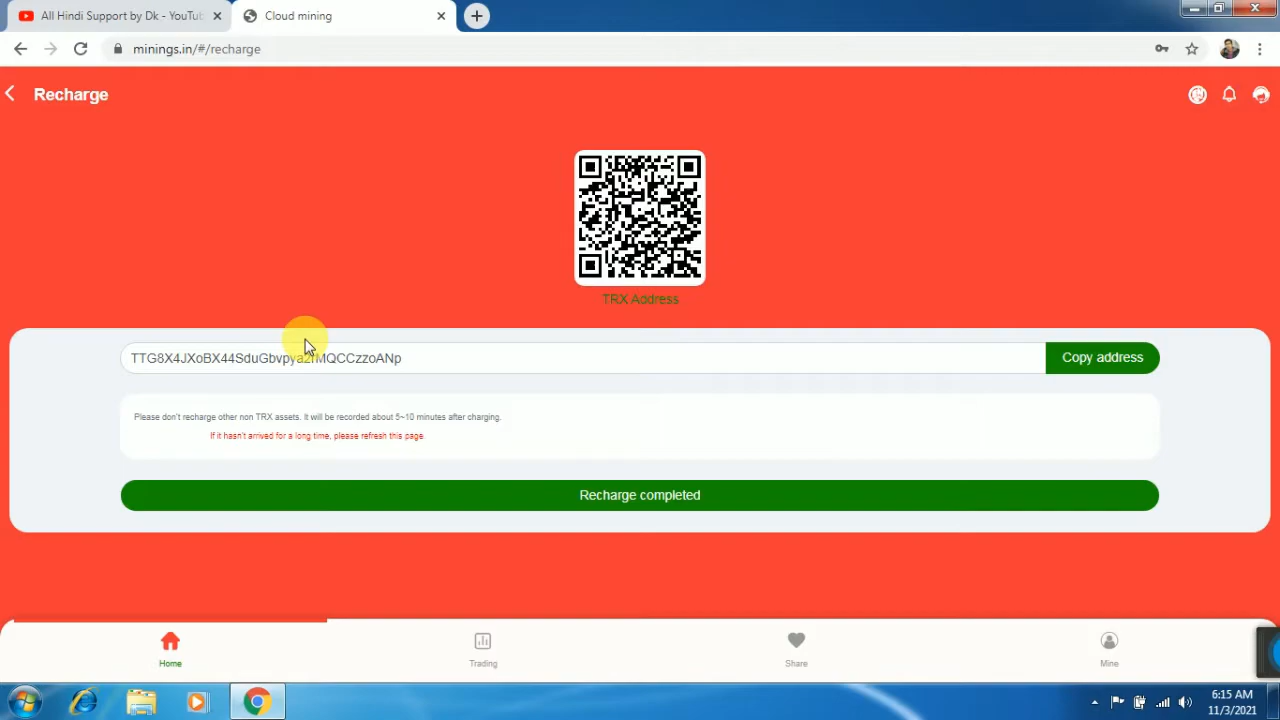 All Hindi Support by Dk - YouTub
Cloud mining
minings.in/#/recharge
Recharge
TRX Address
Copy address
Please don't recharge other non TRX assets. It will be recorded about 5~10 minutes after charging.
If it hasn't arrived for a long time, please refresh this page.
Recharge completed
Home
Trading
Share
Mine
6:15 AM
11/3/2021